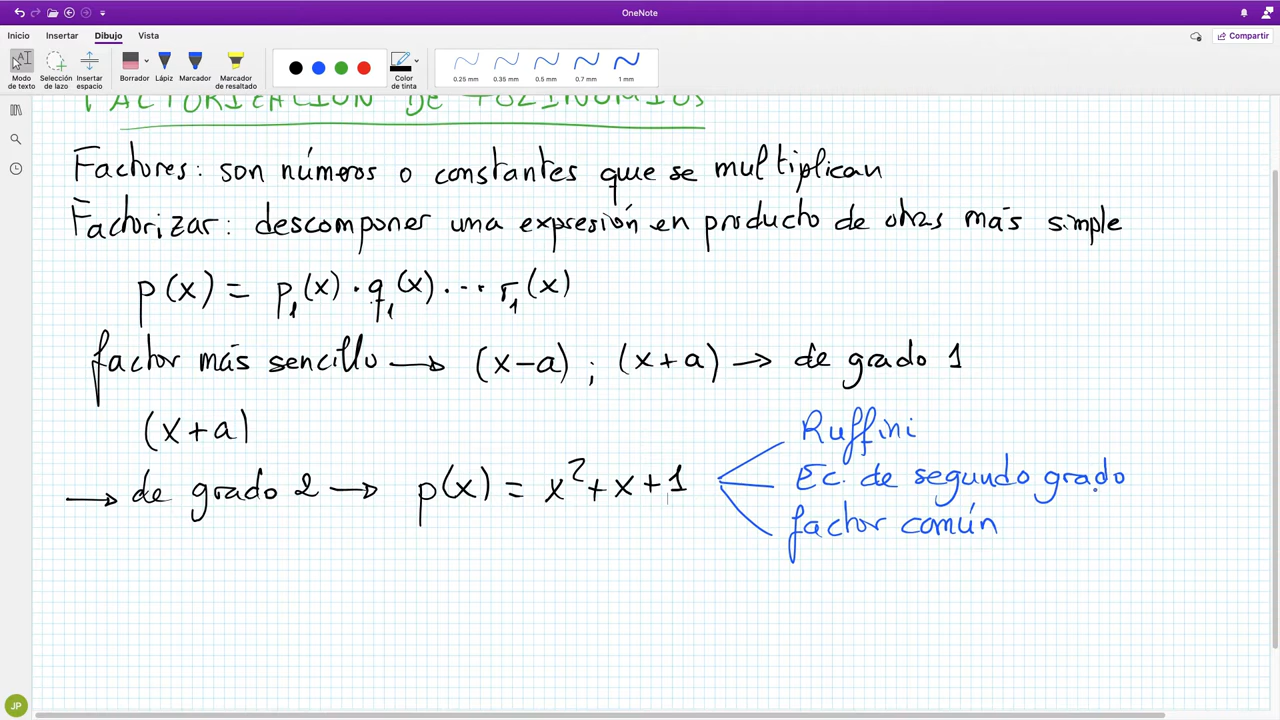 OneNote
Inicio Insertar Dibujo Vista
Compartir
Modo de texto
Selección de lazo
Insertar espacio
Borrador
Lápiz
Marcador
Marcador de resaltado
Color de tinta
0.25 mm 0.35 mm 0.5 mm 0.7 mm 1 mm
FACTORIZACIÓN DE POLINOMIOS
Factores: son números o constantes que se multiplican
Factorizar: descomponer una expresión en producto de otras más simple
p(x) = p₁(x) · q₁(x) · ·· r₁(x)
factor más sencillo → (x-a) ; (x+a) → de grado 1
(x+a)
→ de grado 2 → p(x) = x² + x + 1
Ruffini
Ec. de segundo grado
factor común
JP